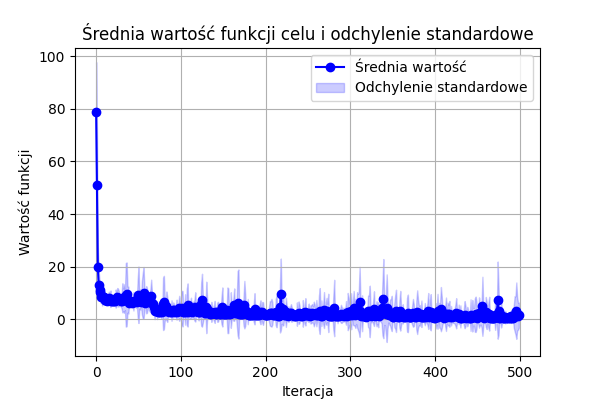 Średnia wartość funkcji celu i odchylenie standardowe
Średnia wartość
Odchylenie standardowe
Wartość funkcji
100
80
60
40
20
0
0 100 200 300 400 500
Iteracja